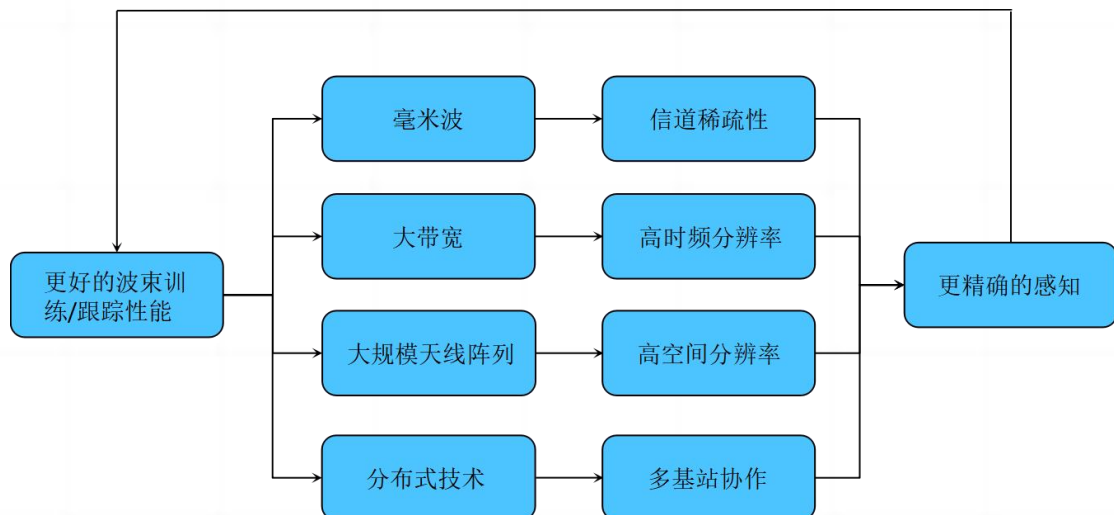 毫米波
信道稀疏性
大带宽
高时频分辨率
更好的波束训
练/跟踪性能
更精确的感知
大规模天线阵列
高空间分辨率
分布式技术
多基站协作